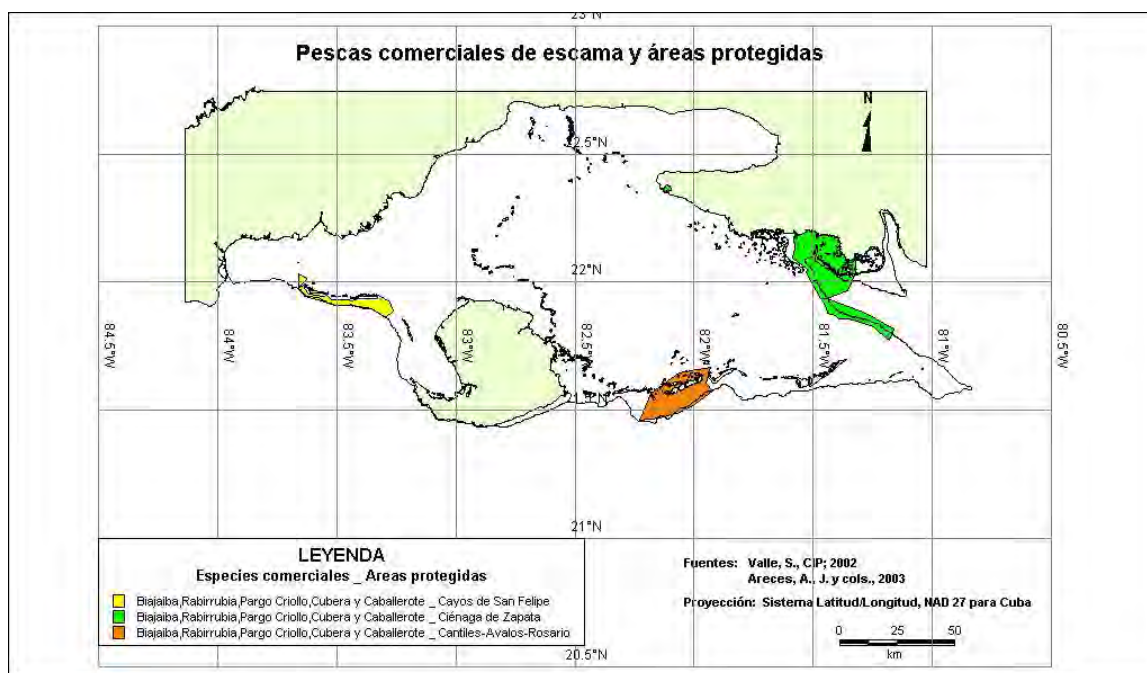 23°N
Pescas comerciales de escama y áreas protegidas
N
22.5°N
22°N
84.5°W
84°W
83.5°W
83°W
82.5°W
82°W
81.5°W
81°W
80.5°W
21°N
LEYENDA
Especies comerciales _ Areas protegidas
Biajaiba,Rabirrubia,Pargo Criollo,Cubera y Caballerote _ Cayos de San Felipe
Biajaiba,Rabirrubia,Pargo Criollo,Cubera y Caballerote _ Ciénaga de Zapata
Biajaiba,Rabirrubia,Pargo Criollo,Cubera y Caballerote _ Cantiles-Avalos-Rosario
Fuentes: Valle, S., CIP; 2002
Areces, A., J. y cols., 2003
Proyección: Sistema Latitud/Longitud, NAD 27 para Cuba
0 25 50
km
20.5°N